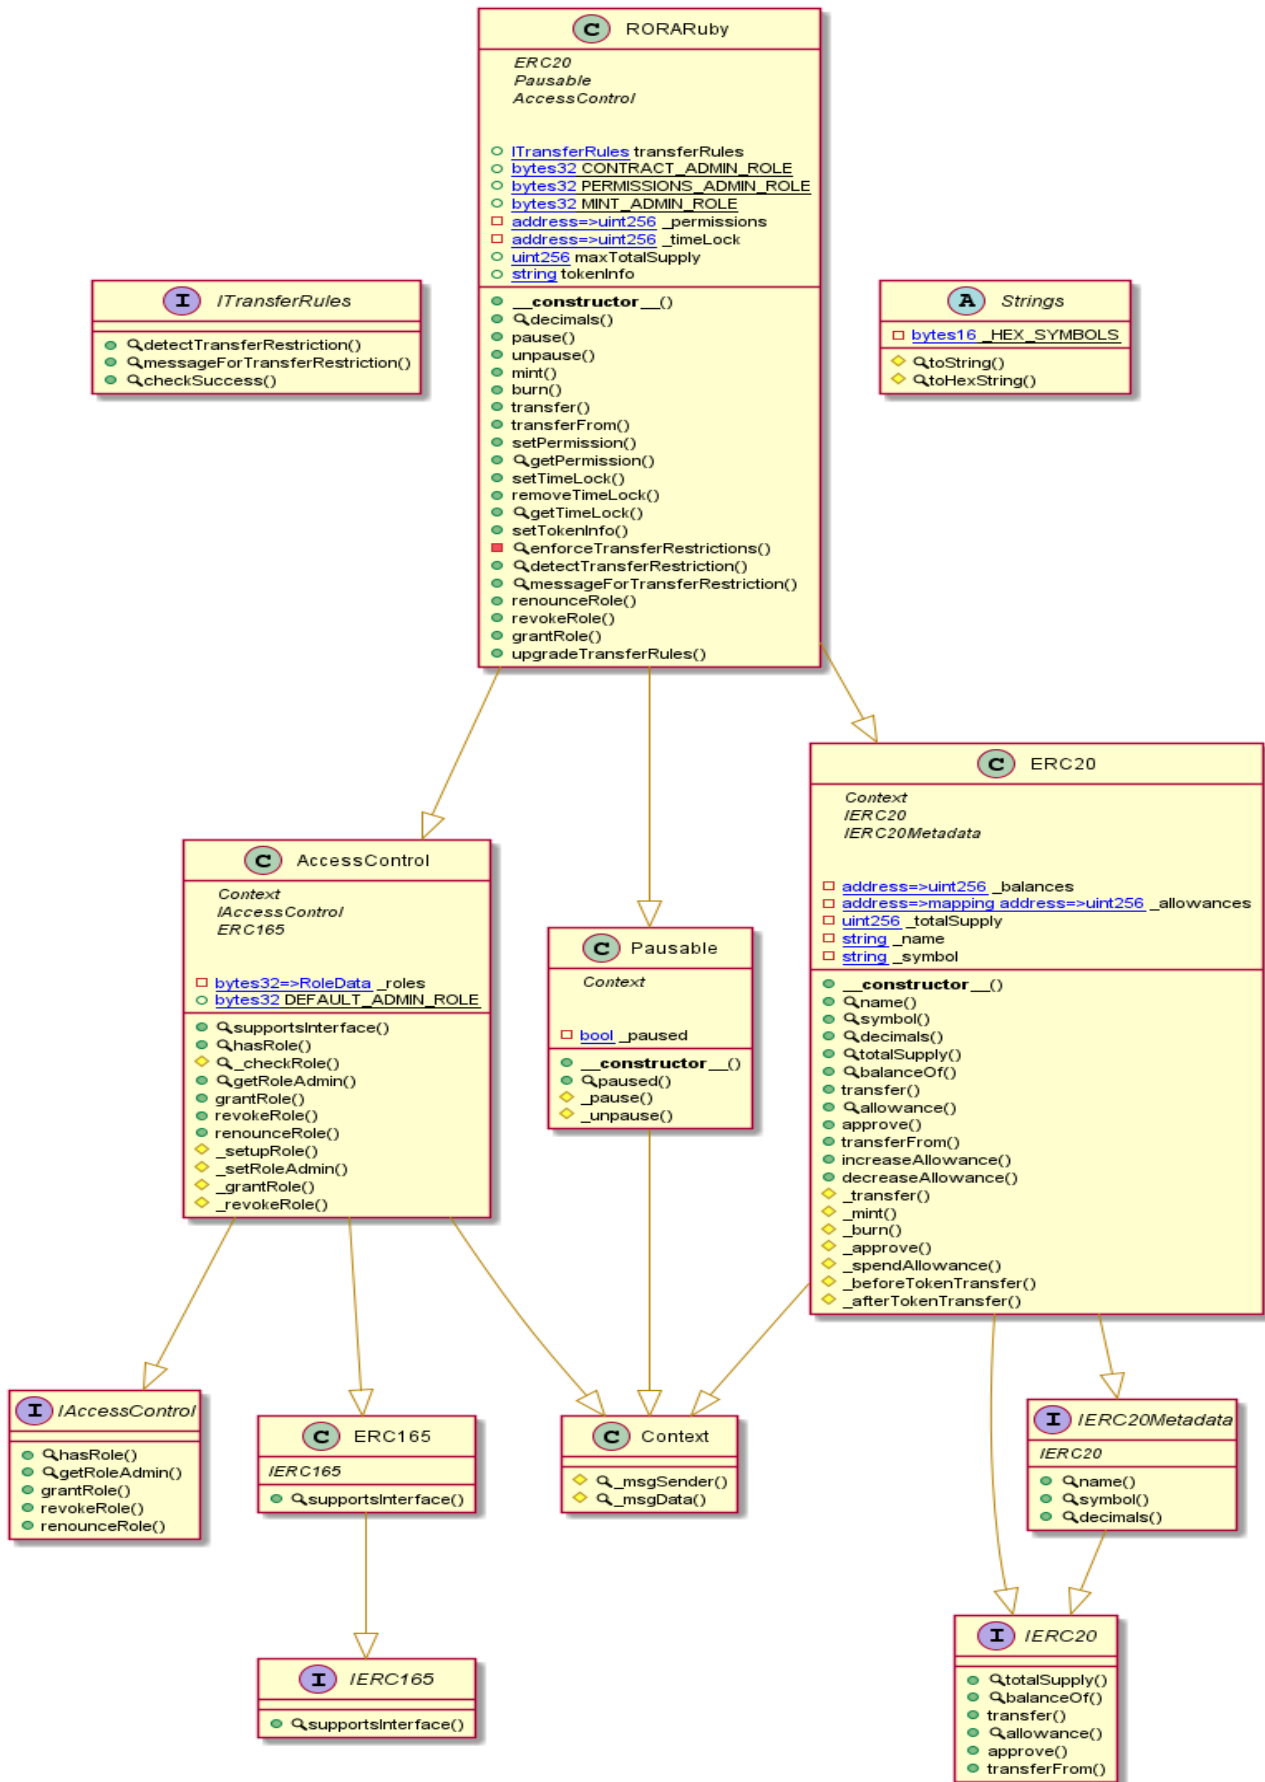 C RORARuby
ERC20
Pausable
AccessControl
ITransferRules transferRules
bytes32 CONTRACT_ADMIN_ROLE
bytes32 PERMISSIONS_ADMIN_ROLE
bytes32 MINT_ADMIN_ROLE
address=>uint256 _permissions
address=>uint256 _timeLock
uint256 maxTotalSupply
string tokenInfo
__constructor__()
decimals()
pause()
unpause()
mint()
burn()
transfer()
transferFrom()
setPermission()
getPermission()
setTimeLock()
removeTimeLock()
getTimeLock()
setTokenInfo()
enforceTransferRestrictions()
detectTransferRestriction()
messageForTransferRestriction()
renounceRole()
revokeRole()
grantRole()
upgradeTransferRules()
I ITransferRules
detectTransferRestriction()
messageForTransferRestriction()
checkSuccess()
A Strings
bytes16 _HEX_SYMBOLS
toString()
toHexString()
C AccessControl
Context
IAccessControl
ERC165
bytes32=>RoleData _roles
bytes32 DEFAULT_ADMIN_ROLE
supportsInterface()
hasRole()
_checkRole()
getRoleAdmin()
grantRole()
revokeRole()
renounceRole()
_setupRole()
_setRoleAdmin()
_grantRole()
_revokeRole()
C Pausable
Context
bool _paused
__constructor__()
paused()
_pause()
_unpause()
C ERC20
Context
IERC20
IERC20Metadata
address=>uint256 _balances
address=>mapping address=>uint256 _allowances
uint256 _totalSupply
string _name
string _symbol
__constructor__()
name()
symbol()
decimals()
totalSupply()
balanceOf()
transfer()
allowance()
approve()
transferFrom()
increaseAllowance()
decreaseAllowance()
_transfer()
_mint()
_burn()
_approve()
_spendAllowance()
_beforeTokenTransfer()
_afterTokenTransfer()
I IAccessControl
hasRole()
getRoleAdmin()
grantRole()
revokeRole()
renounceRole()
C ERC165
IERC165
supportsInterface()
C Context
_msgSender()
_msgData()
I IERC20Metadata
IERC20
name()
symbol()
decimals()
I IERC165
supportsInterface()
I IERC20
totalSupply()
balanceOf()
transfer()
allowance()
approve()
transferFrom()